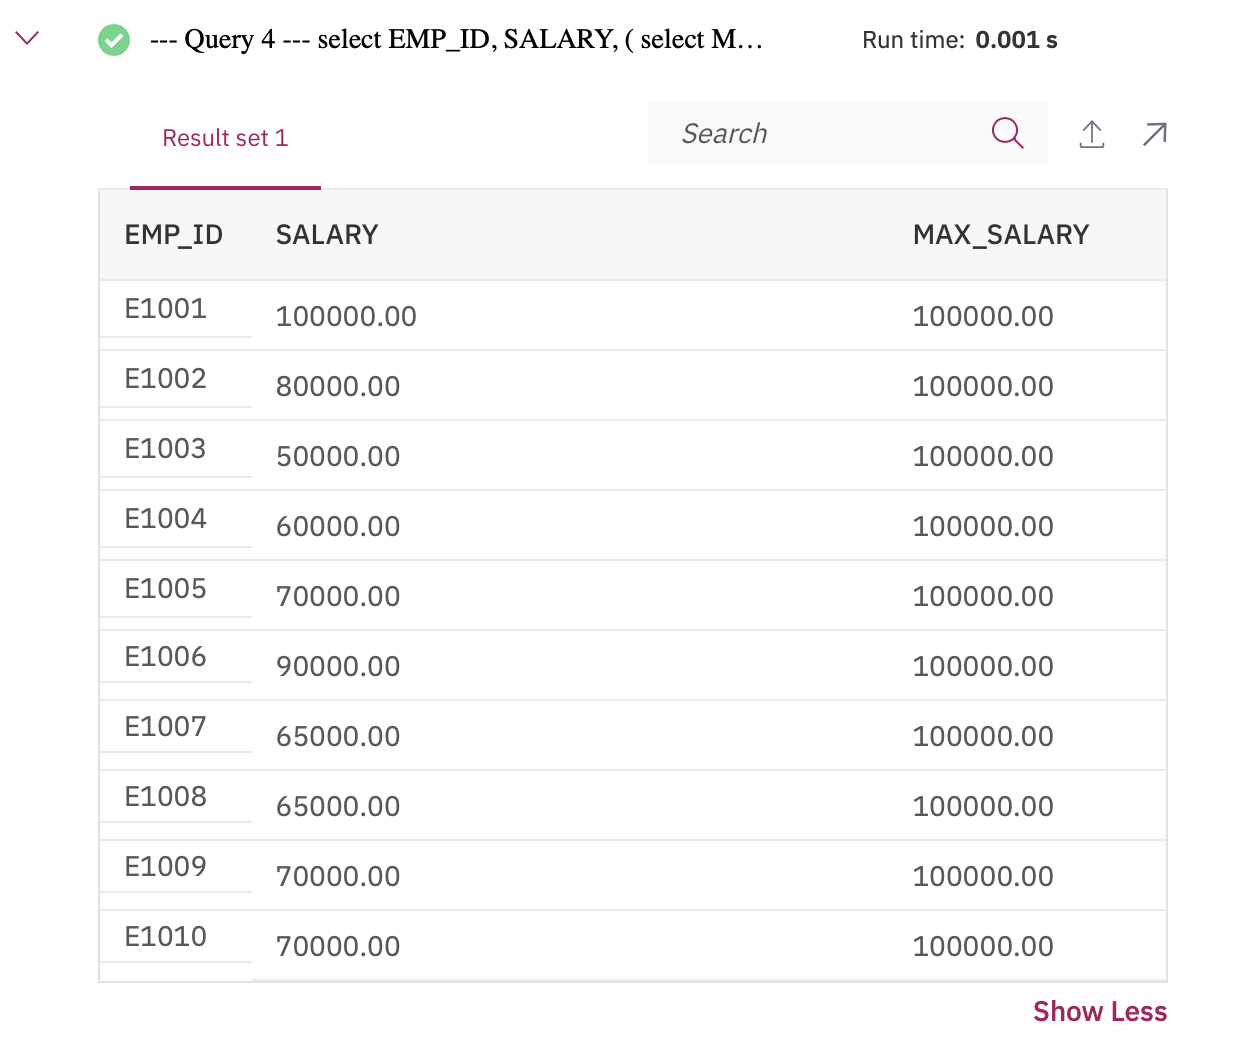 --- Query 4 --- select EMP_ID, SALARY, ( select M... Run time: 0.001 s
Result set 1 Search
EMP_ID SALARY MAX_SALARY
E1001 100000.00 100000.00
E1002 80000.00 100000.00
E1003 50000.00 100000.00
E1004 60000.00 100000.00
E1005 70000.00 100000.00
E1006 90000.00 100000.00
E1007 65000.00 100000.00
E1008 65000.00 100000.00
E1009 70000.00 100000.00
E1010 70000.00 100000.00
Show Less